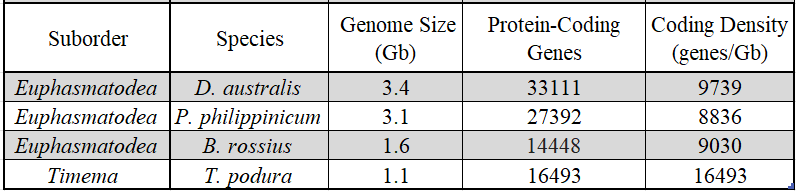 Suborder Species Genome Size (Gb) Protein-Coding Genes Coding Density (genes/Gb)
Euphasmatodea D. australis 3.4 33111 9739
Euphasmatodea P. philippinicum 3.1 27392 8836
Euphasmatodea B. rossius 1.6 14448 9030
Timema T. podura 1.1 16493 16493